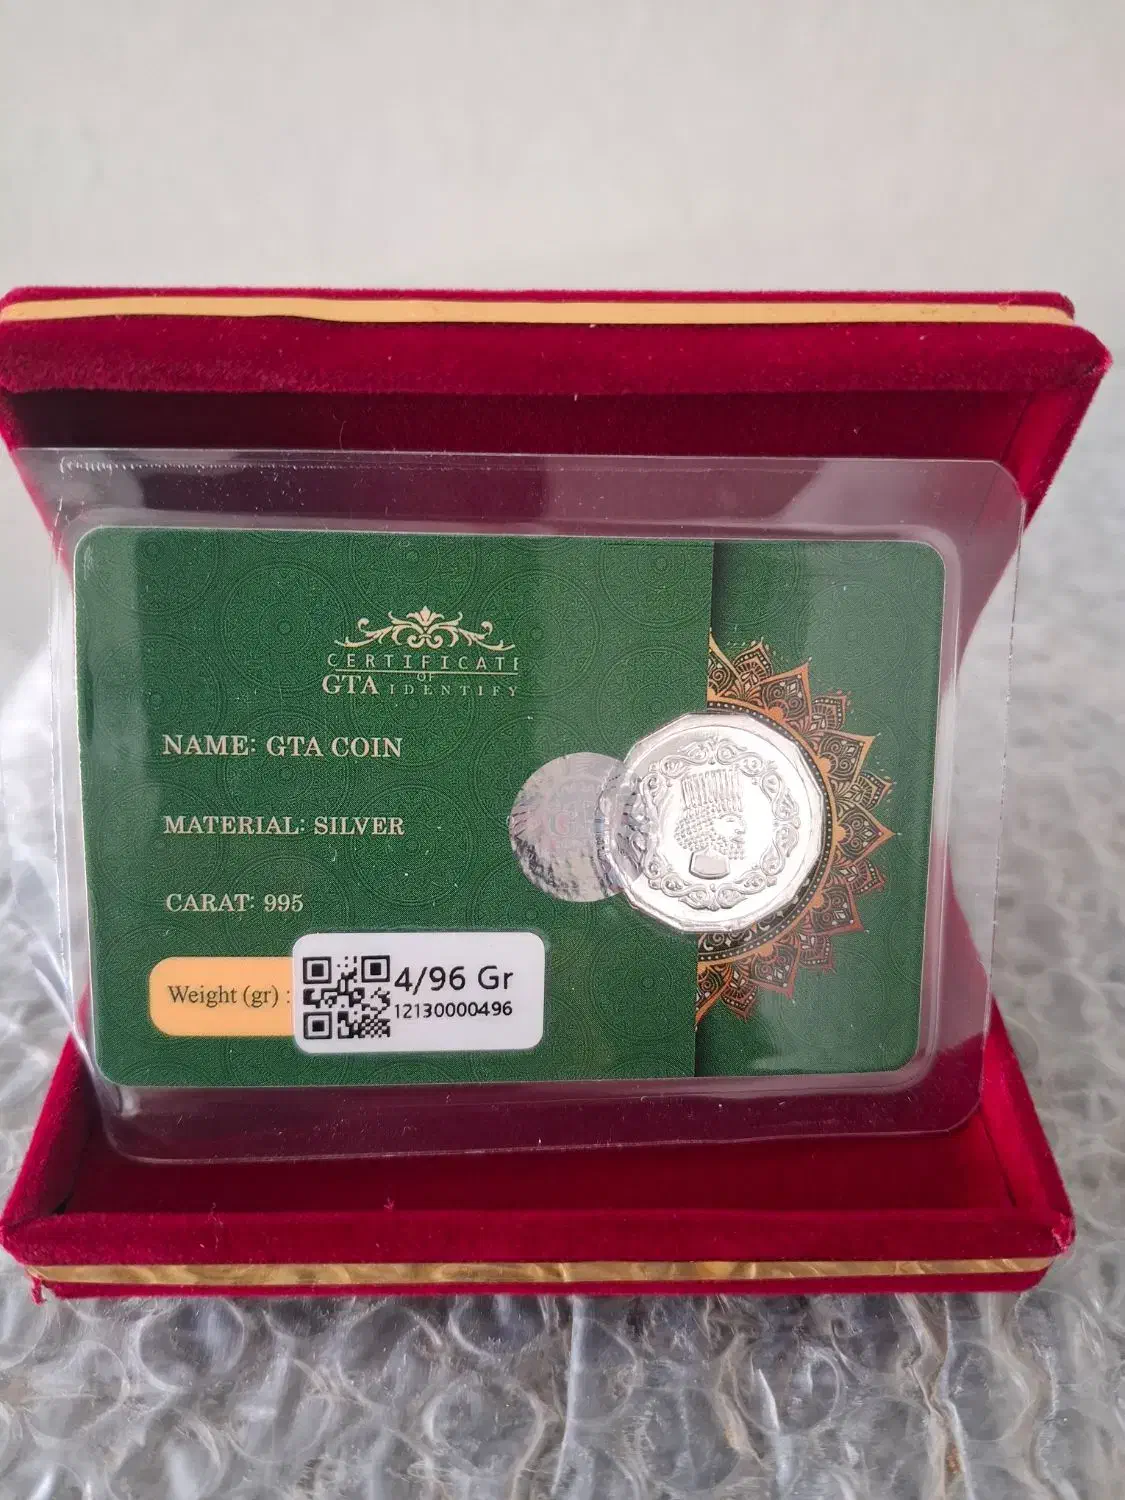 CERTIFICATE
OF
GTA IDENTIFY
NAME: GTA COIN
MATERIAL: SILVER
CARAT: 995
Weight (gr) :
4/96 Gr
12130000496